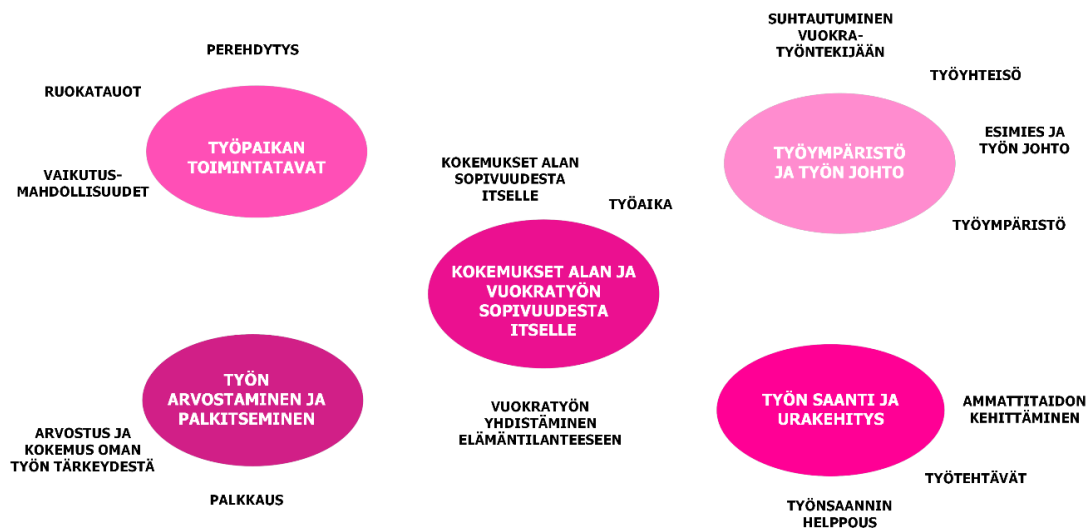 PEREHDYTYS
RUOKATAUOT
TYÖPAIKAN
TOIMINTATAVAT
VAIKUTUS-
MAHDOLLISUUDET
SUHTAUTUMINEN
VUOKRA-
TYÖNTEKIJÄÄN
TYÖYHTEISÖ
ESIMIES JA
TYÖN JOHTO
TYÖYMPÄRISTÖ
JA TYÖN JOHTO
TYÖYMPÄRISTÖ
KOKEMUKSET ALAN
SOPIVUUDESTA
ITSELLE
TYÖAIKA
KOKEMUKSET ALAN JA
VUOKRATYÖN
SOPIVUUDESTA
ITSELLE
VUOKRATYÖN
YHDISTÄMINEN
ELÄMÄNTILANTEESEEN
TYÖN
ARVOSTAMINEN JA
PALKITSEMINEN
ARVOSTUS JA
KOKEMUS OMAN
TYÖN TÄRKEYDESTÄ
PALKKAUS
TYÖN SAANTI JA
URAKEHITYS
AMMATTITAIDON
KEHITTÄMINEN
TYÖTEHTÄVÄT
TYÖNSAANNIN
HELPPOUS